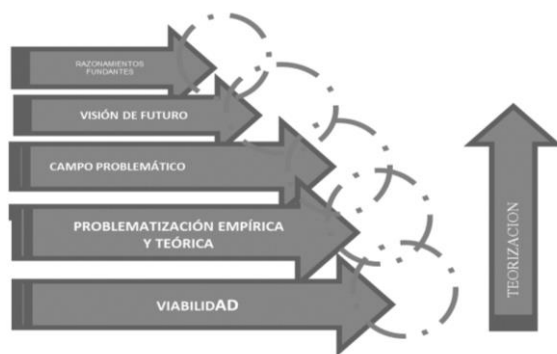 RAZONAMIENTOS
FUNDANTES
VISIÓN DE FUTURO
CAMPO PROBLEMÁTICO
PROBLEMATIZACIÓN EMPÍRICA
Y TEÓRICA
VIABILIDAD
TEORIZACION